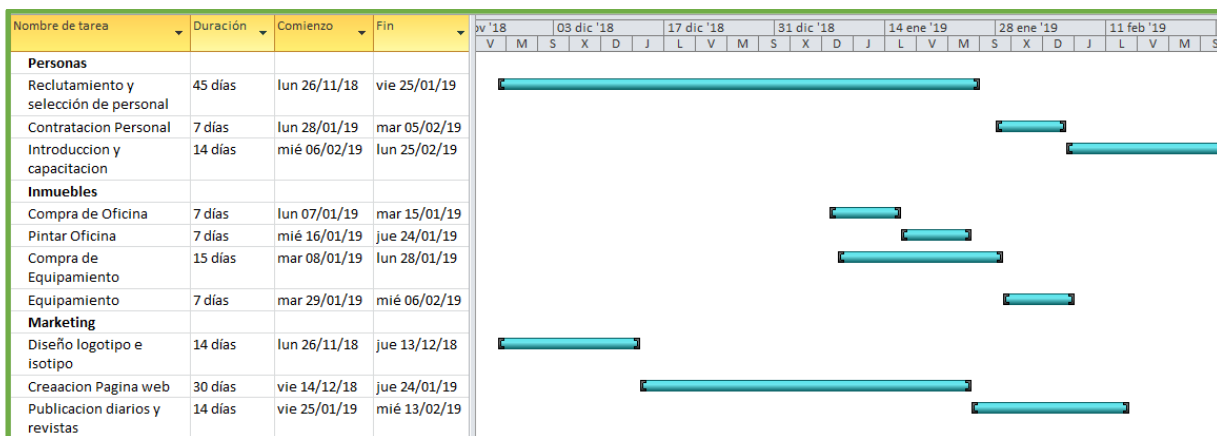 Nombre de tarea Duración Comienzo Fin ov '18 03 dic '18 17 dic '18 31 dic '18 14 ene '19 28 ene '19 11 feb '19
V M S X D J L V M S X D J L V M S X D J L V M S
Personas
Reclutamiento y 45 días lun 26/11/18 vie 25/01/19
selección de personal
Contratacion Personal 7 días lun 28/01/19 mar 05/02/19
Introduccion y 14 días mié 06/02/19 lun 25/02/19
capacitacion
Inmuebles
Compra de Oficina 7 días lun 07/01/19 mar 15/01/19
Pintar Oficina 7 días mié 16/01/19 jue 24/01/19
Compra de 15 días mar 08/01/19 lun 28/01/19
Equipamiento
Equipamiento 7 días mar 29/01/19 mié 06/02/19
Marketing
Diseño logotipo e 14 días lun 26/11/18 jue 13/12/18
isotipo
Creaacion Pagina web 30 días vie 14/12/18 jue 24/01/19
Publicacion diarios y 14 días vie 25/01/19 mié 13/02/19
revistas